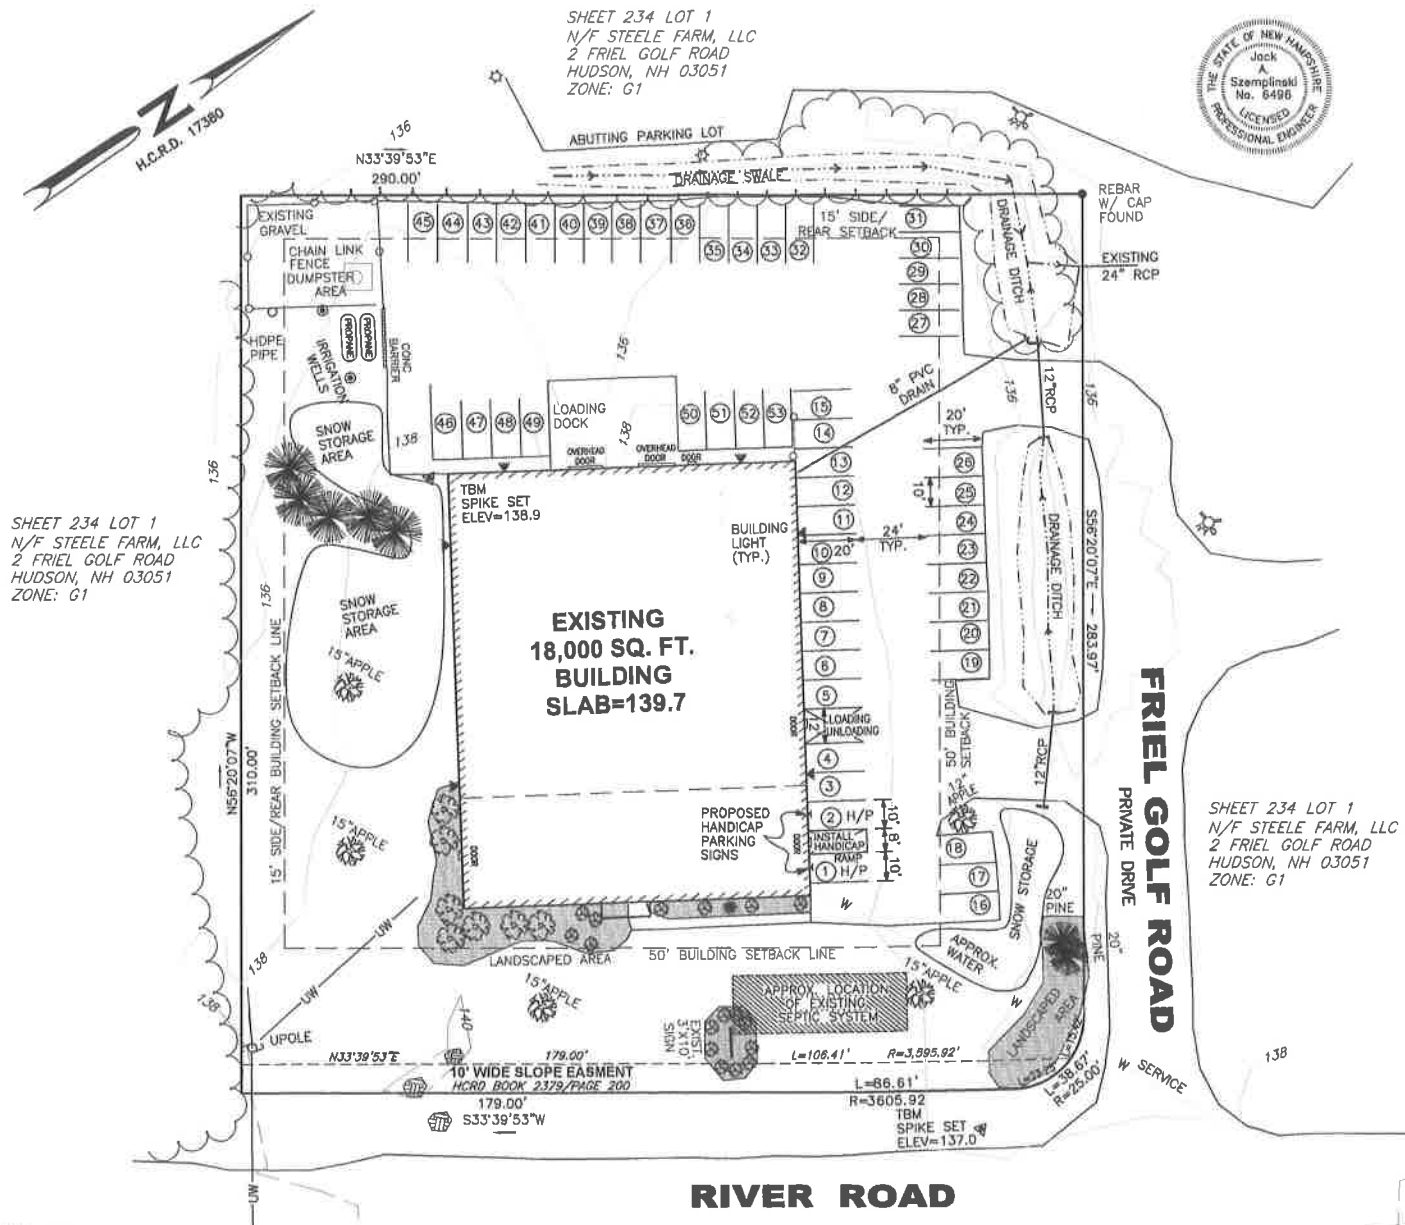 SHEET 234 LOT 1
N/F STEELE FARM, LLC
2 FRIEL GOLF ROAD
HUDSON, NH 03051
ZONE: G1
THE STATE OF NEW HAMPSHIRE
Jack
A.
Szemplinski
No. 6496
LICENSED
PROFESSIONAL ENGINEER
N
H.C.R.D. 17380
136
N33°39'53"E
290.00'
ABUTTING PARKING LOT
DRAINAGE SWALE
REBAR
W/ CAP
FOUND
EXISTING
24" RCP
EXISTING
GRAVEL
CHAIN LINK
FENCE
DUMPSTER
AREA
45
44
43
42
41
40
39
38
37
36
35
34
33
32
15' SIDE/
REAR SETBACK
31
30
29
28
27
DRAINAGE DITCH
HDPE
PIPE
PROPANE
PROPANE
IRRIGATION
WELLS
CONC
BARRIER
136
8" PVC
DRAIN
12"RCP
136
136
SNOW
STORAGE
AREA
138
46
47
48
49
LOADING
DOCK
138
50
51
52
53
OVERHEAD
DOOR
OVERHEAD
DOOR
15
14
13
12
11
10
20'
9
8
7
6
5
20'
TYP.
26
25
24
23
22
21
20
19
10'
24'
TYP.
136
TBM
SPIKE SET
ELEV=138.9
BUILDING
LIGHT
(TYP.)
SHEET 234 LOT 1
N/F STEELE FARM, LLC
2 FRIEL GOLF ROAD
HUDSON, NH 03051
ZONE: G1
136
SNOW
STORAGE
AREA
15"APPLE
EXISTING
18,000 SQ. FT.
BUILDING
SLAB=139.7
DRAINAGE DITCH
S56°20'07"E
283.97'
DOOR
12'
LOADING
UNLOADING
4
3
50' BUILDING
SETBACK
12"RCP
12"
APPLE
N56°20'07"W
310.00'
15' SIDE/REAR BUILDING SETBACK LINE
15"APPLE
PROPOSED
HANDICAP
PARKING
SIGNS
DOOR
DOOR
2 H/P
INSTALL
HANDICAP
RAMP
1 H/P
10'
8'
10'
18
17
16
SNOW STORAGE
FRIEL GOLF ROAD
PRIVATE DRIVE
SHEET 234 LOT 1
N/F STEELE FARM, LLC
2 FRIEL GOLF ROAD
HUDSON, NH 03051
ZONE: G1
20"
PINE
20"
PINE
W
APPROX.
WATER
W
138
138
UW
UW
UPOLE
LANDSCAPED AREA
50' BUILDING SETBACK LINE
15"APPLE
15"APPLE
APPROX. LOCATION
OF EXISTING
SEPTIC SYSTEM
LANDSCAPED
AREA
140
EXIST.
3'X10'
SIGN
N33°39'53"E
179.00'
L=106.41'
R=3,595.92'
10' WIDE SLOPE EASMENT
HCRD BOOK 2379/PAGE 200
179.00'
S33°39'53"W
L=86.61'
R=3605.92
TBM
SPIKE SET
ELEV=137.0
L=38.67'
R=25.00'
W SERVICE
138
UW
RIVER ROAD